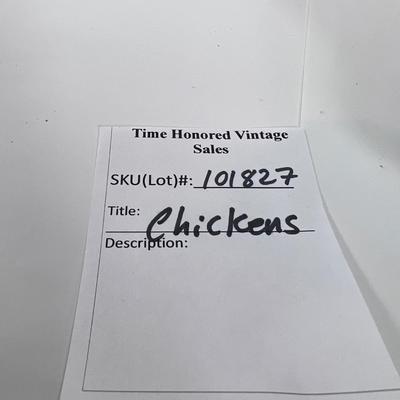 Time Honored Vintage
Sales
SKU(Lot)#: 101827
Title: Chickens
Description: